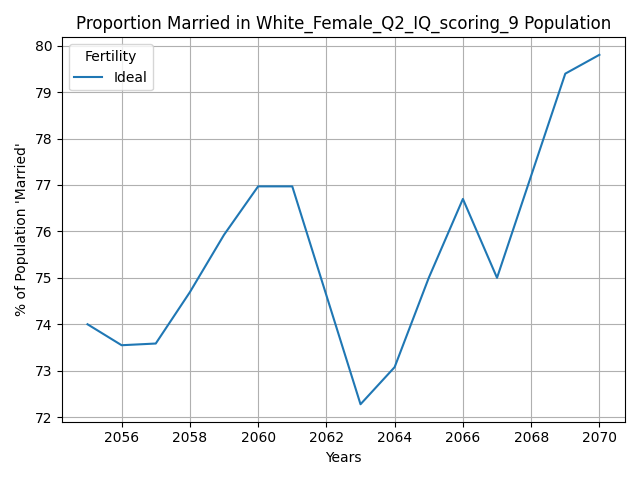 Proportion Married in White_Female_Q2_IQ_scoring_9 Population
Fertility
Ideal
% of Population 'Married'
80
79
78
77
76
75
74
73
72
2056 2058 2060 2062 2064 2066 2068 2070
Years